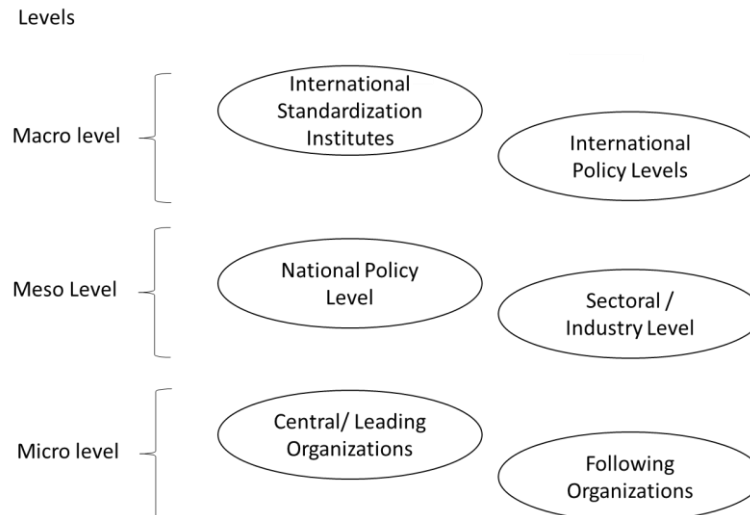 Levels
Macro level
International
Standardization
Institutes
International
Policy Levels
Meso Level
National Policy
Level
Sectoral /
Industry Level
Micro level
Central/ Leading
Organizations
Following
Organizations